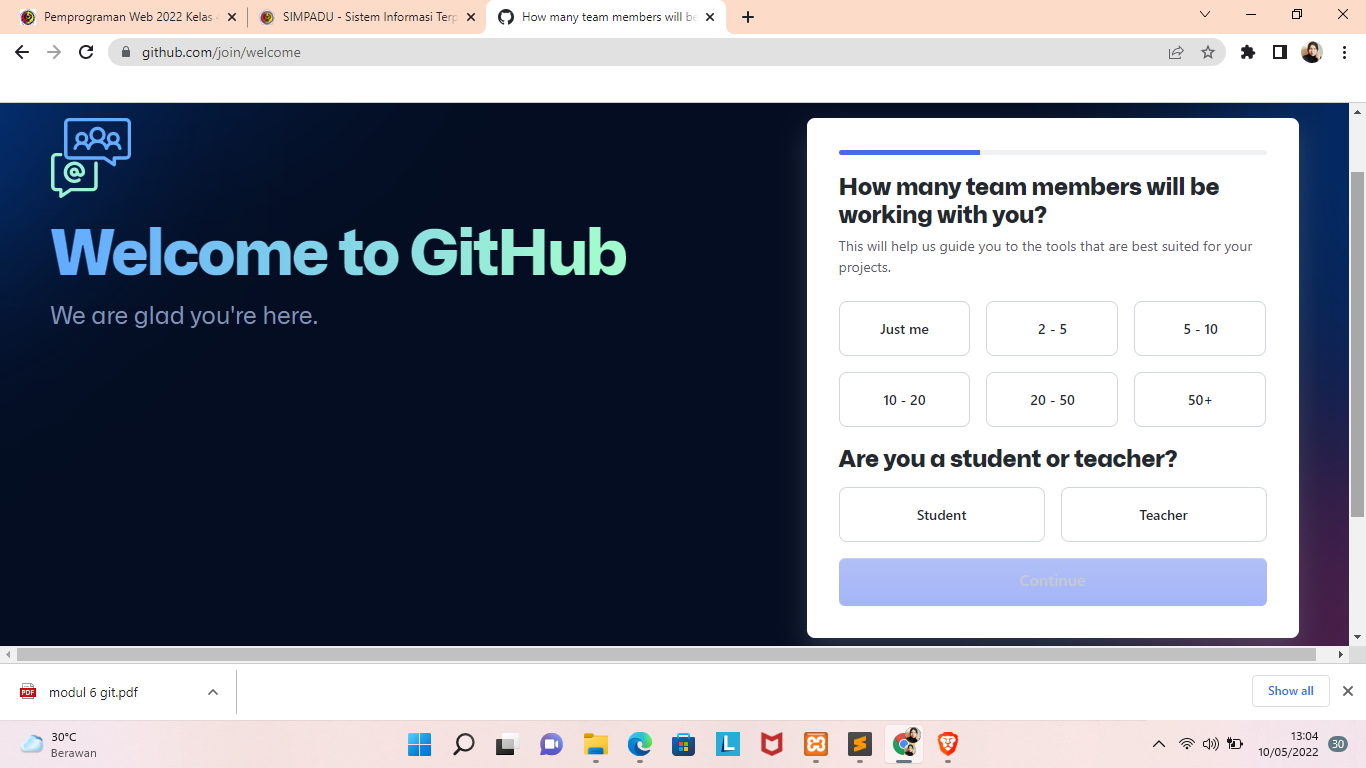 Pemprograman Web 2022 Kelas
SIMPADU - Sistem Informasi Terp
How many team members will be
github.com/join/welcome
@
Welcome to GitHub
We are glad you're here.
How many team members will be
working with you?
This will help us guide you to the tools that are best suited for your
projects.
Just me
2 - 5
5 - 10
10 - 20
20 - 50
50+
Are you a student or teacher?
Student
Teacher
Continue
PDF
modul 6 git.pdf
Show all
30°C
Berawan
L
13:04
10/05/2022
30